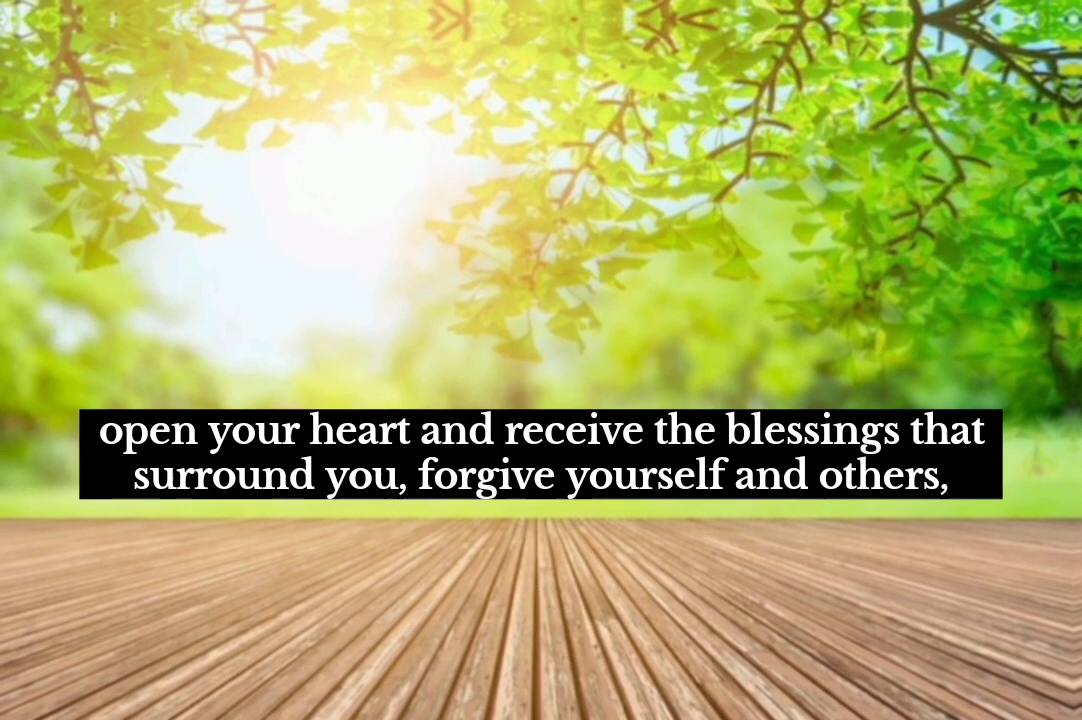 open your heart and receive the blessings that
surround you, forgive yourself and others,